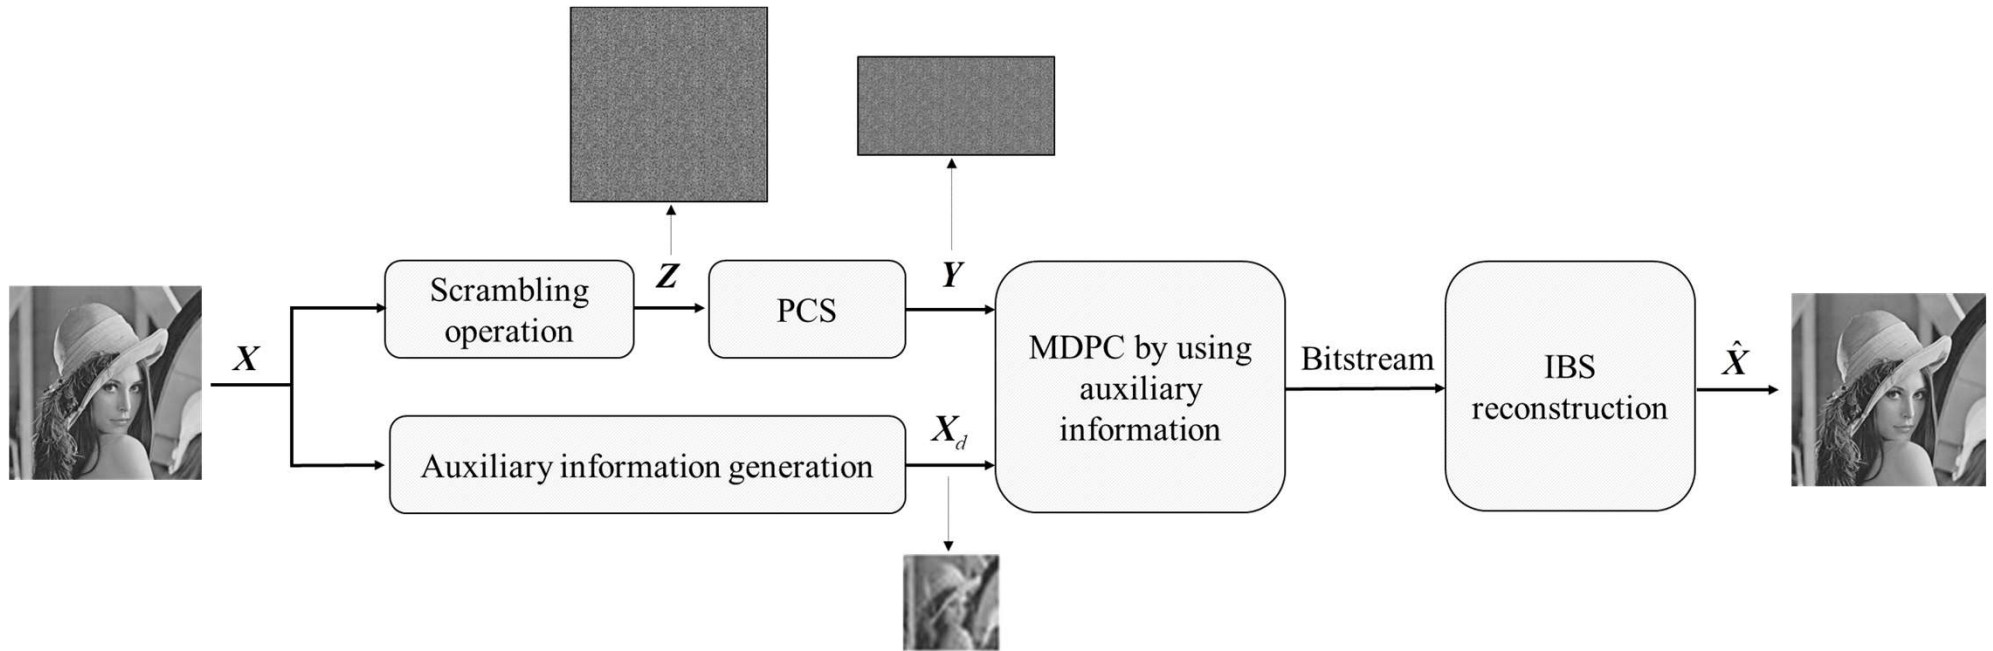 X
Scrambling
operation
Z
PCS
Y
Auxiliary information generation
X_d
MDPC by using
auxiliary
information
Bitstream
IBS
reconstruction
X̂